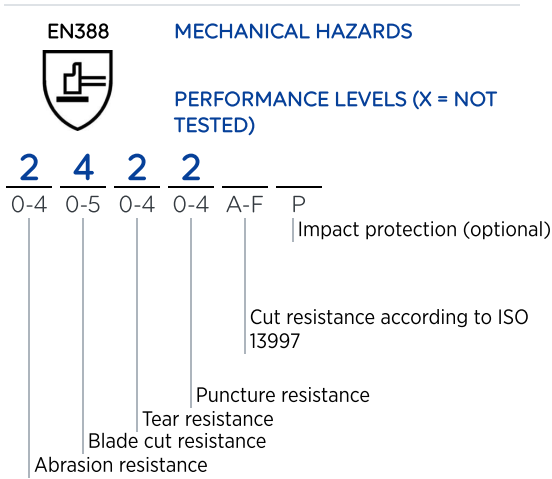 EN388
MECHANICAL HAZARDS
PERFORMANCE LEVELS (X = NOT
TESTED)
2 4 2 2
0-4 0-5 0-4 0-4 A-F P
Impact protection (optional)
Cut resistance according to ISO
13997
Puncture resistance
Tear resistance
Blade cut resistance
Abrasion resistance